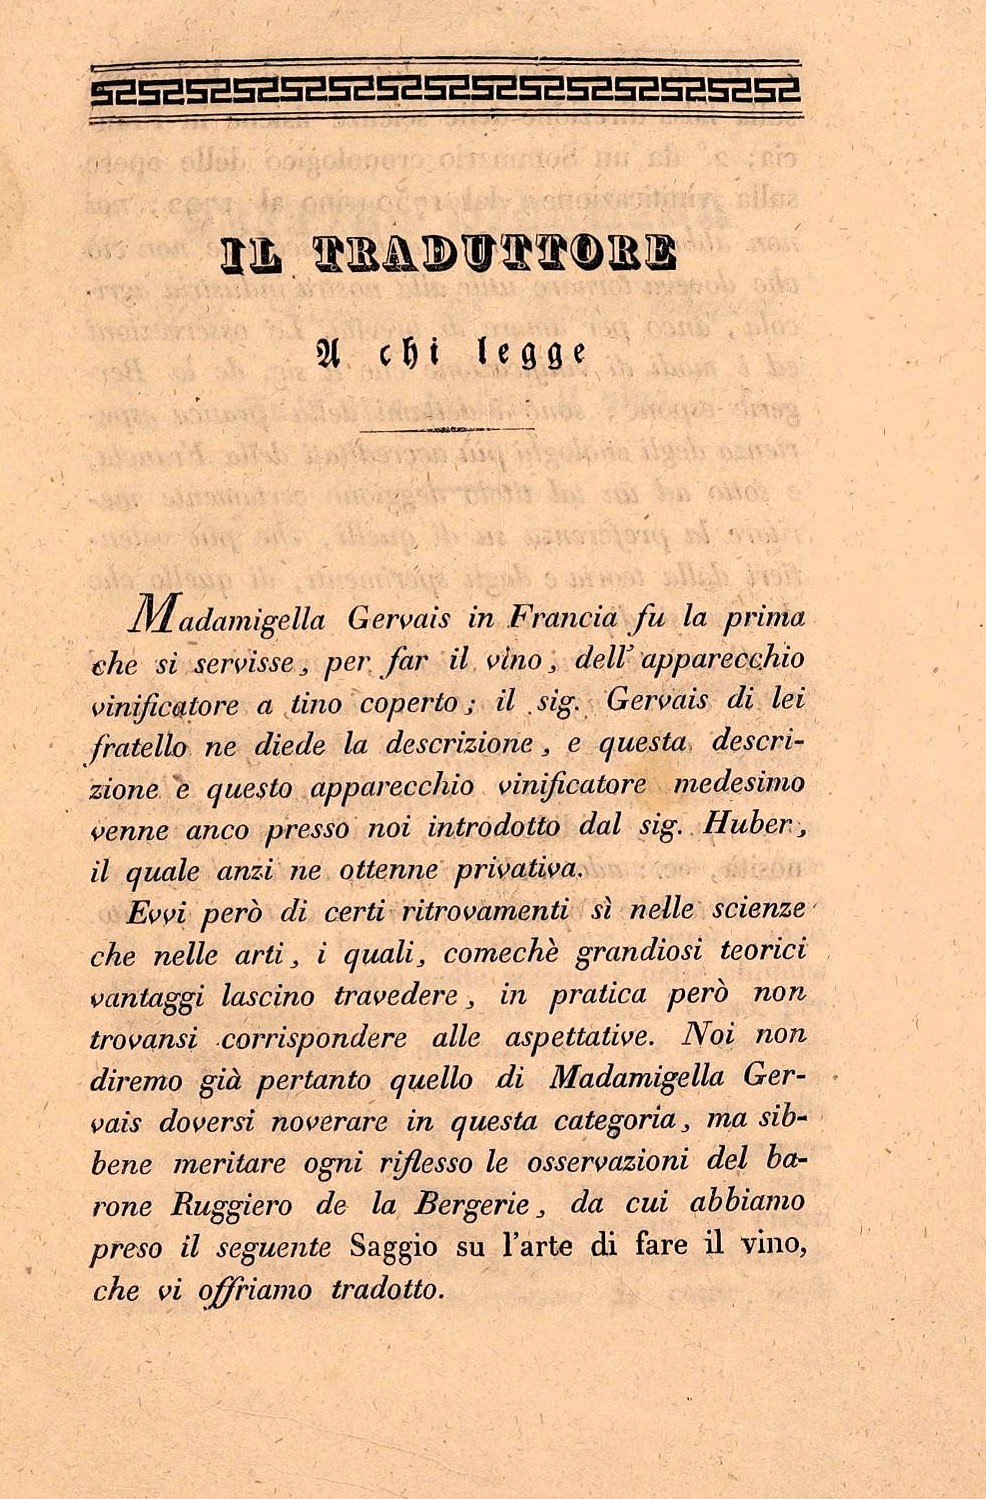 IL TRADUTTORE
A chi legge
Madamigella Gervais in Francia fu la prima
che si servisse, per far il vino, dell'apparecchio
vinificatore a tino coperto; il sig. Gervais di lei
fratello ne diede la descrizione, e questa descri-
zione e questo apparecchio vinificatore medesimo
venne anco presso noi introdotto dal sig. Huber,
il quale anzi ne ottenne privativa.
Evvi però di certi ritrovamenti sì nelle scienze
che nelle arti, i quali, comechè grandiosi teorici
vantaggi lascino travedere, in pratica però non
trovansi corrispondere alle aspettative. Noi non
diremo già pertanto quello di Madamigella Ger-
vais doversi noverare in questa categoria, ma sib-
bene meritare ogni riflesso le osservazioni del ba-
rone Ruggiero de la Bergerie, da cui abbiamo
preso il seguente Saggio su l'arte di fare il vino,
che vi offriamo tradotto.